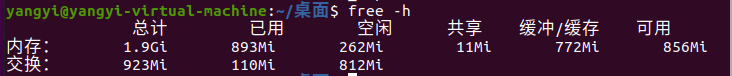 yangyi@yangyi-virtual-machine:~/桌面$ free -h
总计 已用 空闲 共享 缓冲/缓存 可用
内存： 1.9Gi 893Mi 262Mi 11Mi 772Mi 856Mi
交换： 923Mi 110Mi 812Mi